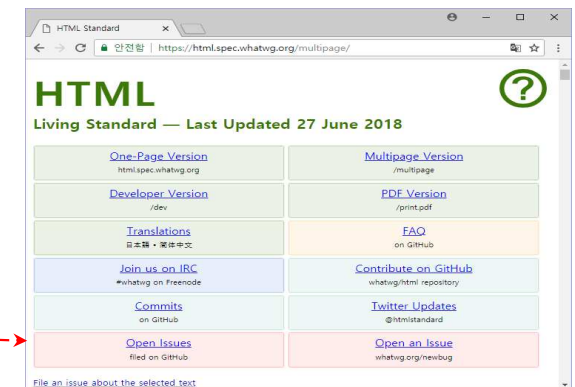 HTML Standard
안전함 | https://html.spec.whatwg.org/multipage/
HTML
Living Standard — Last Updated 27 June 2018
One-Page Version
html.spec.whatwg.org
Multipage Version
/multipage
Developer Version
/dev
PDF Version
/print.pdf
Translations
日本語 • 简体中文
FAQ
on GitHub
Join us on IRC
#whatwg on Freenode
Contribute on GitHub
whatwg/html repository
Commits
on GitHub
Twitter Updates
@htmlstandard
Open Issues
filed on GitHub
Open an Issue
whatwg.org/newbug
File an issue about the selected text